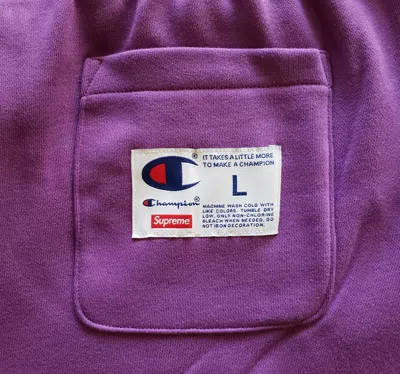 IT TAKES A LITTLE MORE
TO MAKE A CHAMPION
L
Champion
Supreme
MACHINE WASH COLD WITH
LIKE COLORS. TUMBLE DRY
LOW, ONLY NON-CHLORINE
BLEACH WHEN NEEDED. DO
NOT IRON DECORATION.